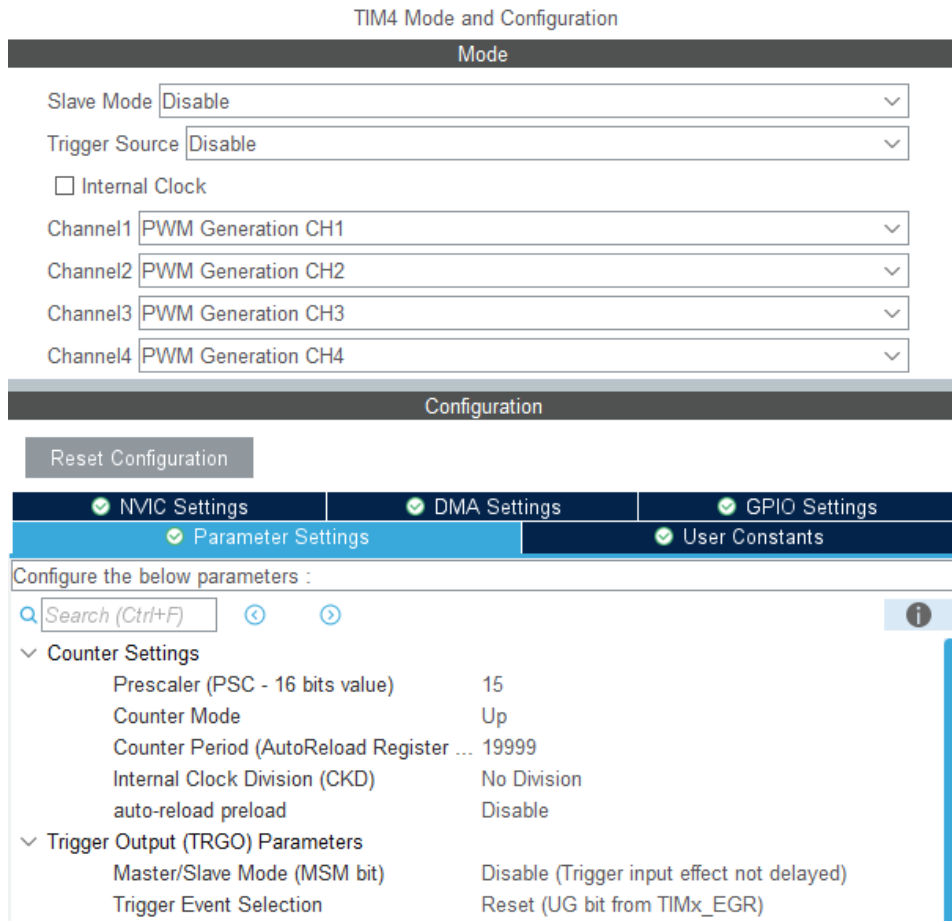 TIM4 Mode and Configuration
Mode
Slave Mode Disable
Trigger Source Disable
Internal Clock
Channel1 PWM Generation CH1
Channel2 PWM Generation CH2
Channel3 PWM Generation CH3
Channel4 PWM Generation CH4
Configuration
Reset Configuration
NVIC Settings DMA Settings GPIO Settings
Parameter Settings User Constants
Configure the below parameters :
Search (Ctrl+F)
Counter Settings
Prescaler (PSC - 16 bits value) 15
Counter Mode Up
Counter Period (AutoReload Register ... 19999
Internal Clock Division (CKD) No Division
auto-reload preload Disable
Trigger Output (TRGO) Parameters
Master/Slave Mode (MSM bit) Disable (Trigger input effect not delayed)
Trigger Event Selection Reset (UG bit from TIMx_EGR)